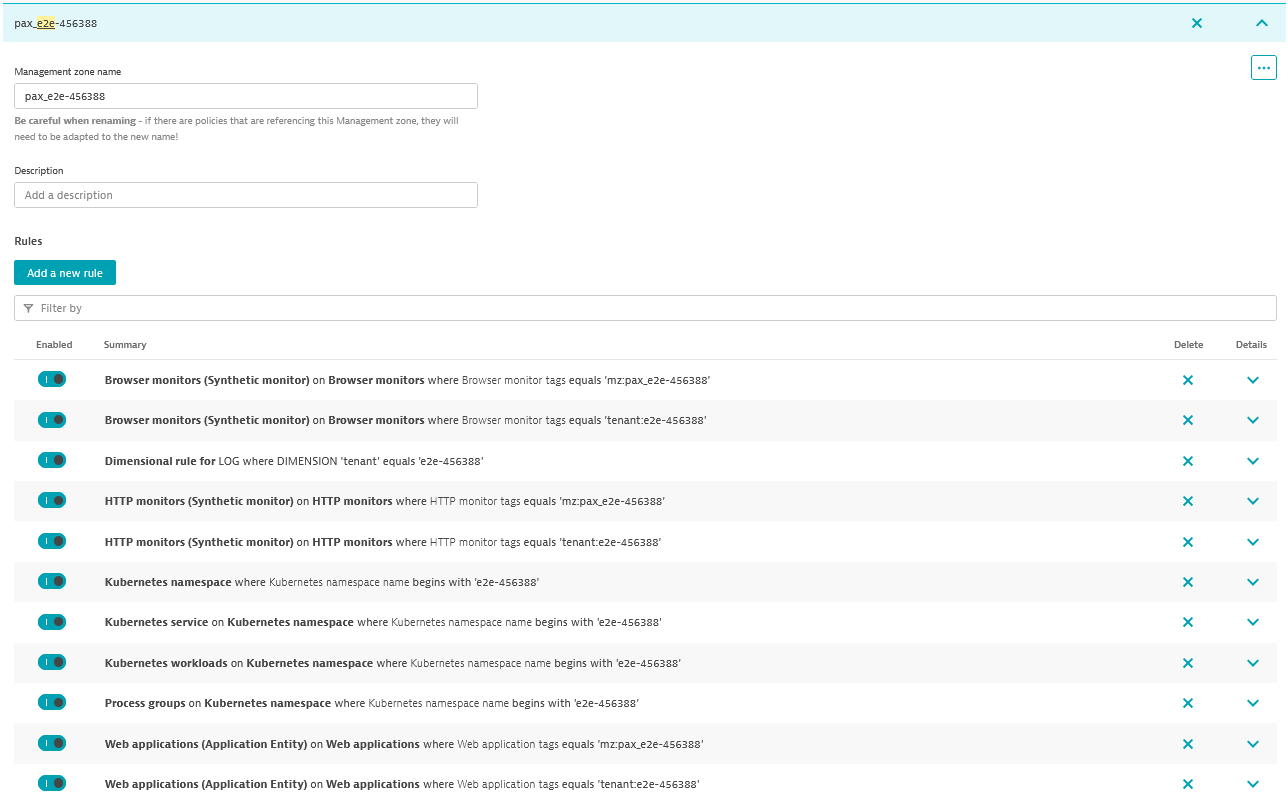 pax_e2e-456388
Management zone name
pax_e2e-456388
Be careful when renaming - if there are policies that are referencing this Management zone, they will
need to be adapted to the new name!
Description
Add a description
Rules
Add a new rule
Filter by
Enabled Summary Delete Details
Browser monitors (Synthetic monitor) on Browser monitors where Browser monitor tags equals 'mz:pax_e2e-456388'
Browser monitors (Synthetic monitor) on Browser monitors where Browser monitor tags equals 'tenant:e2e-456388'
Dimensional rule for LOG where DIMENSION 'tenant' equals 'e2e-456388'
HTTP monitors (Synthetic monitor) on HTTP monitors where HTTP monitor tags equals 'mz:pax_e2e-456388'
HTTP monitors (Synthetic monitor) on HTTP monitors where HTTP monitor tags equals 'tenant:e2e-456388'
Kubernetes namespace where Kubernetes namespace name begins with 'e2e-456388'
Kubernetes service on Kubernetes namespace where Kubernetes namespace name begins with 'e2e-456388'
Kubernetes workloads on Kubernetes namespace where Kubernetes namespace name begins with 'e2e-456388'
Process groups on Kubernetes namespace where Kubernetes namespace name begins with 'e2e-456388'
Web applications (Application Entity) on Web applications where Web application tags equals 'mz:pax_e2e-456388'
Web applications (Application Entity) on Web applications where Web application tags equals 'tenant:e2e-456388'